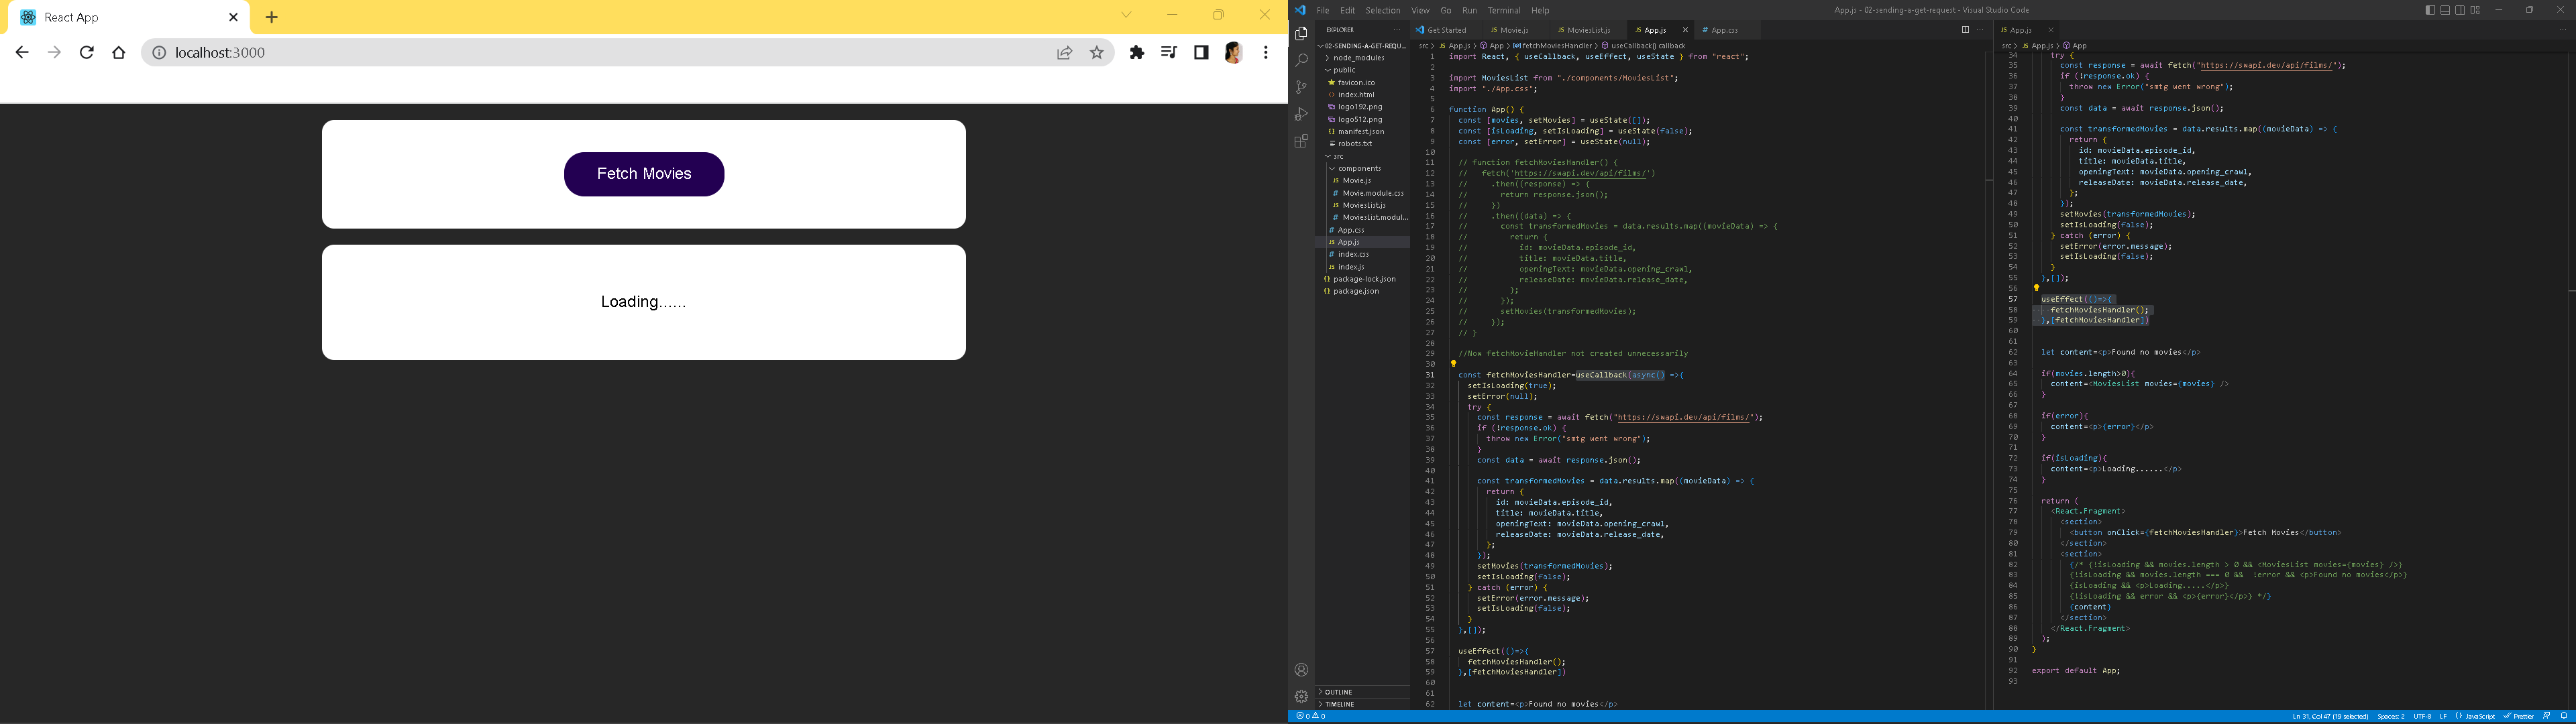 React App
localhost:3000
Fetch Movies
Loading......
File Edit Selection View Go Run Terminal Help
App.js - 02-sending-a-get-request - Visual Studio Code
EXPLORER
02-SENDING-A-GET-REQU...
node_modules
public
favicon.ico
index.html
logo192.png
logo512.png
manifest.json
robots.txt
src
components
Movie.js
Movie.module.css
MoviesList.js
MoviesList.modul...
App.css
App.js
index.css
index.js
package-lock.json
package.json
OUTLINE
TIMELINE
Get Started
Movie.js
MoviesList.js
App.js
App.css
src > App.js > App > fetchMoviesHandler > useCallback() callback
1 import React, { useCallback, useEffect, useState } from "react";
2
3 import MoviesList from "./components/MoviesList";
4 import "./App.css";
5
6 function App() {
7 const [movies, setMovies] = useState([]);
8 const [isLoading, setIsLoading] = useState(false);
9 const [error, setError] = useState(null);
10
11 // function fetchMoviesHandler() {
12 // fetch('https://swapi.dev/api/films/')
13 // .then((response) => {
14 // return response.json();
15 // })
16 // .then((data) => {
17 // const transformedMovies = data.results.map((movieData) => {
18 // return {
19 // id: movieData.episode_id,
20 // title: movieData.title,
21 // openingText: movieData.opening_crawl,
22 // releaseDate: movieData.release_date,
23 // };
24 // });
25 // setMovies(transformedMovies);
26 // });
27 // }
28
29 //Now fetchMovieHandler not created unnecessarily
30
31 const fetchMoviesHandler=useCallback(async() =>{
32 setIsLoading(true);
33 setError(null);
34 try {
35 const response = await fetch("https://swapi.dev/api/films/");
36 if (!response.ok) {
37 throw new Error("smtg went wrong");
38 }
39 const data = await response.json();
40
41 const transformedMovies = data.results.map((movieData) => {
42 return {
43 id: movieData.episode_id,
44 title: movieData.title,
45 openingText: movieData.opening_crawl,
46 releaseDate: movieData.release_date,
47 };
48 });
49 setMovies(transformedMovies);
50 setIsLoading(false);
51 } catch (error) {
52 setError(error.message);
53 setIsLoading(false);
54 }
55 },[]);
56
57 useEffect(()=>{
58 fetchMoviesHandler();
59 },[fetchMoviesHandler])
60
61
62 let content=<p>Found no movies</p>
App.js
src > App.js > App
34 try {
35 const response = await fetch("https://swapi.dev/api/films/");
36 if (!response.ok) {
37 throw new Error("smtg went wrong");
38 }
39 const data = await response.json();
40
41 const transformedMovies = data.results.map((movieData) => {
42 return {
43 id: movieData.episode_id,
44 title: movieData.title,
45 openingText: movieData.opening_crawl,
46 releaseDate: movieData.release_date,
47 };
48 });
49 setMovies(transformedMovies);
50 setIsLoading(false);
51 } catch (error) {
52 setError(error.message);
53 setIsLoading(false);
54 }
55 },[]);
56
57 useEffect(()=>{
58 fetchMoviesHandler();
59 },[fetchMoviesHandler])
60
61
62 let content=<p>Found no movies</p>
63
64 if(movies.length>0){
65 content=<MoviesList movies={movies} />
66 }
67
68 if(error){
69 content=<p>{error}</p>
70 }
71
72 if(isLoading){
73 content=<p>Loading......</p>
74 }
75
76 return (
77 <React.Fragment>
78 <section>
79 <button onClick={fetchMoviesHandler}>Fetch Movies</button>
80 </section>
81 <section>
82 {/* {!isLoading && movies.length > 0 && <MoviesList movies={movies} />}
83 {!isLoading && movies.length === 0 && !error && <p>Found no movies</p>}
84 {isLoading && <p>Loading.....</p>}
85 {!isLoading && error && <p>{error}</p>} */}
86 {content}
87 </section>
88 </React.Fragment>
89 );
90 }
91
92 export default App;
93
0 0
Ln 31, Col 47 (19 selected) Spaces: 2 UTF-8 LF JavaScript Prettier